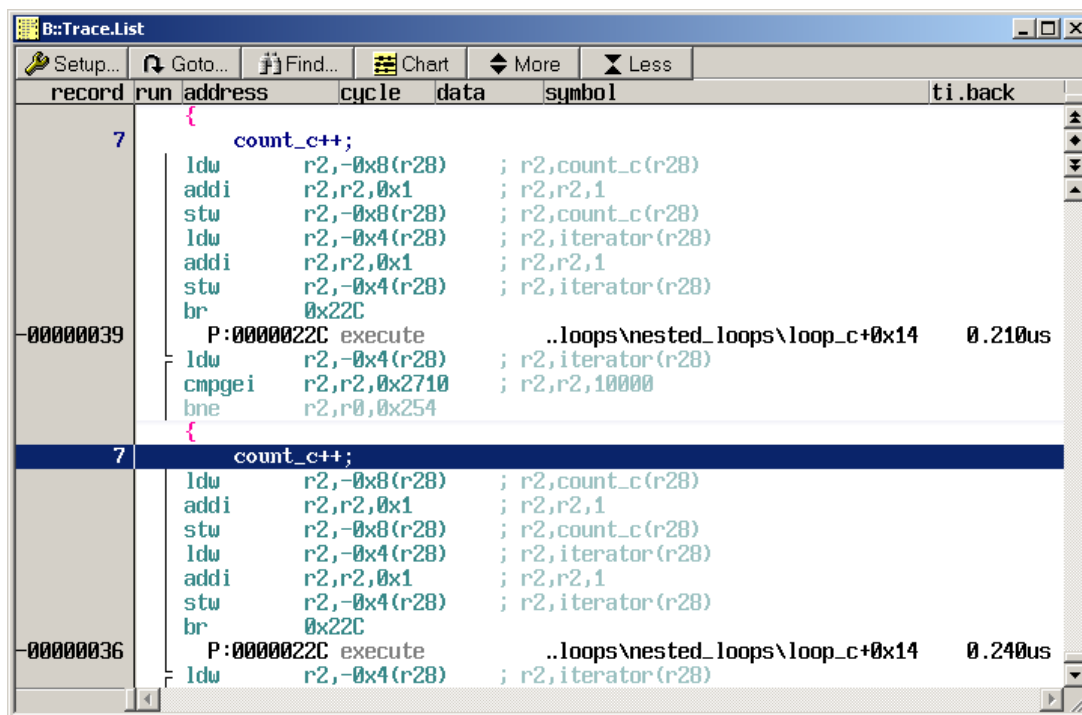 B::Trace.List
Setup... Goto... Find... Chart More Less
record run address cycle data symbol ti.back
{
7 count_c++;
ldw r2,-0x8(r28) ; r2,count_c(r28)
addi r2,r2,0x1 ; r2,r2,1
stw r2,-0x8(r28) ; r2,count_c(r28)
ldw r2,-0x4(r28) ; r2,iterator(r28)
addi r2,r2,0x1 ; r2,r2,1
stw r2,-0x4(r28) ; r2,iterator(r28)
br 0x22C
-00000039 P:0000022C execute ..loops\nested_loops\loop_c+0x14 0.210us
ldw r2,-0x4(r28) ; r2,iterator(r28)
cmpgei r2,r2,0x2710 ; r2,r2,10000
bne r2,r0,0x254
{
7 count_c++;
ldw r2,-0x8(r28) ; r2,count_c(r28)
addi r2,r2,0x1 ; r2,r2,1
stw r2,-0x8(r28) ; r2,count_c(r28)
ldw r2,-0x4(r28) ; r2,iterator(r28)
addi r2,r2,0x1 ; r2,r2,1
stw r2,-0x4(r28) ; r2,iterator(r28)
br 0x22C
-00000036 P:0000022C execute ..loops\nested_loops\loop_c+0x14 0.240us
ldw r2,-0x4(r28) ; r2,iterator(r28)